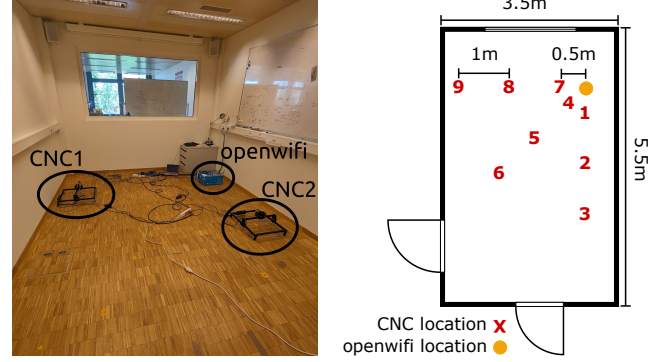 CNC1
openwifi
CNC2
3.5m
1m
0.5m
9
8
7
4
1
5
2
6
3
5.5m
CNC location x
openwifi location